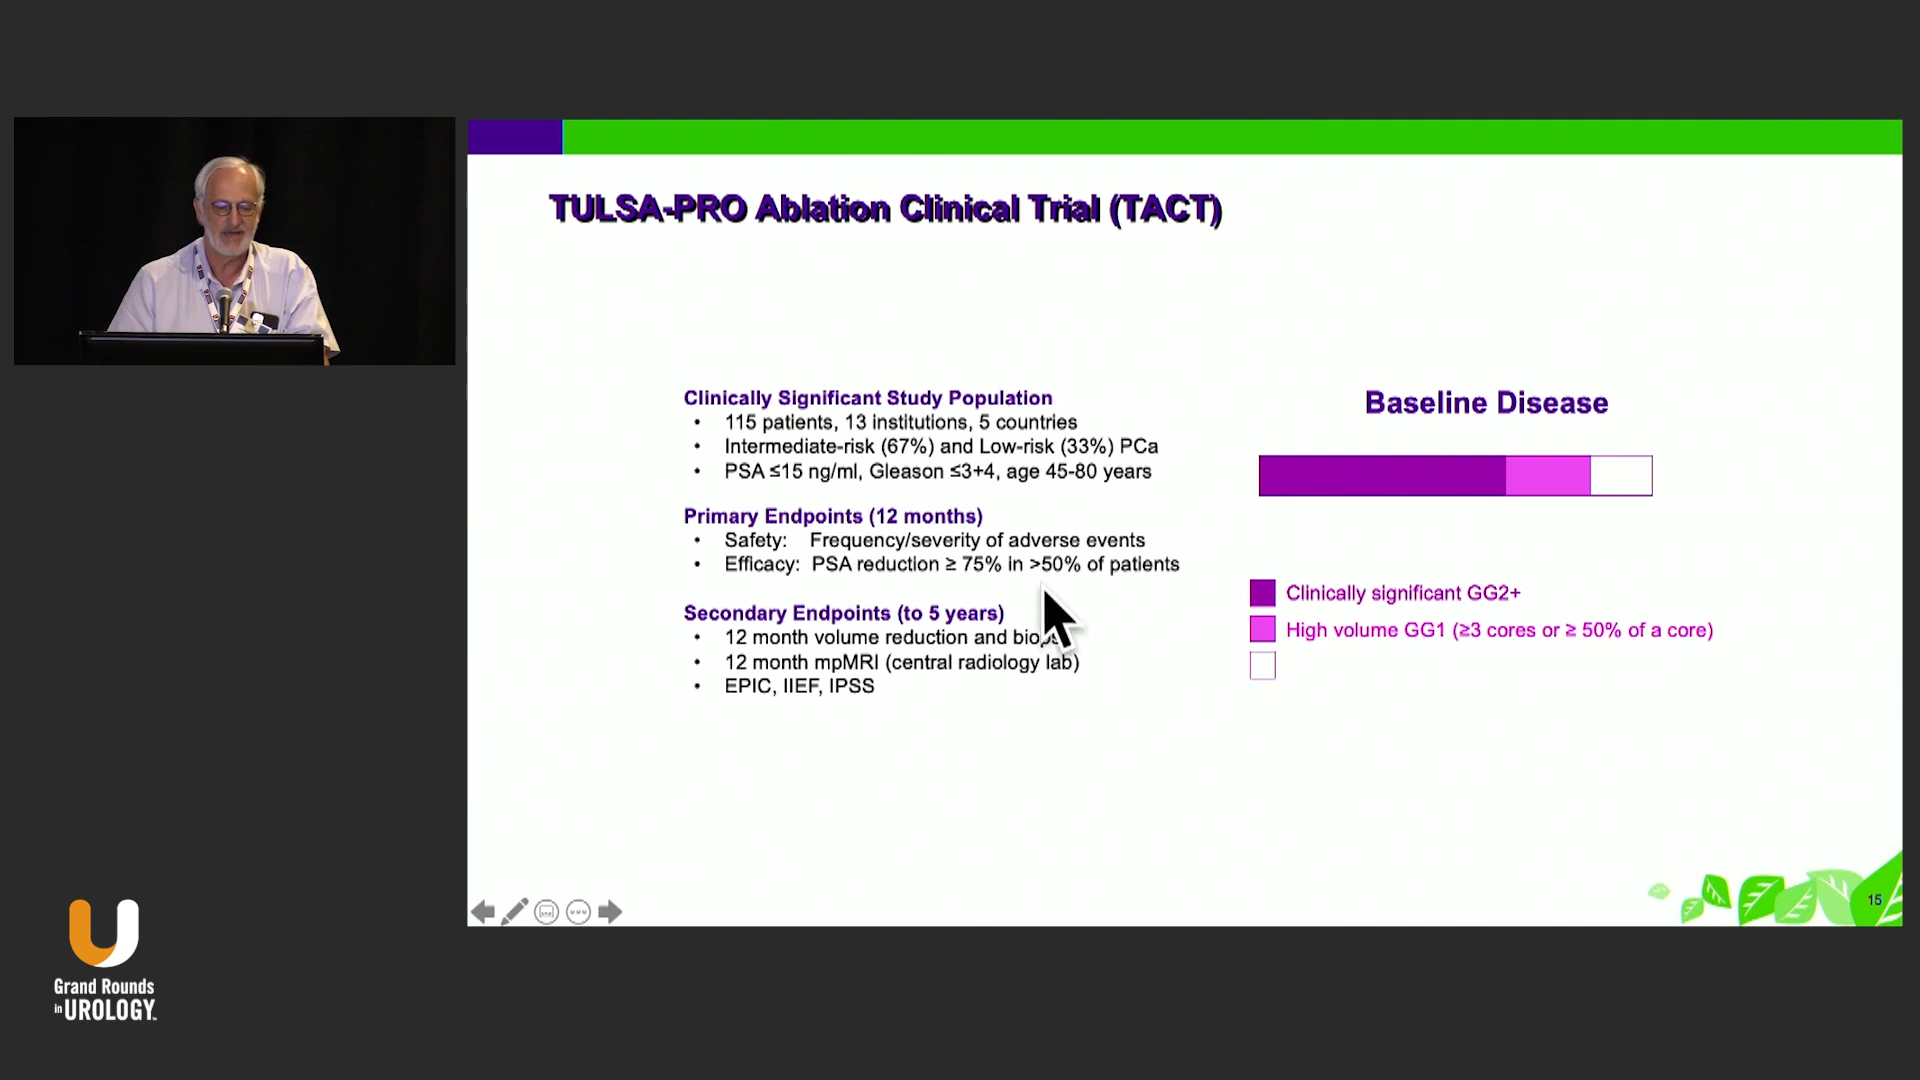 TULSA-PRO Ablation Clinical Trial (TACT)
Clinically Significant Study Population
• 115 patients, 13 institutions, 5 countries
• Intermediate-risk (67%) and Low-risk (33%) PCa
• PSA ≤15 ng/ml, Gleason ≤3+4, age 45-80 years
Primary Endpoints (12 months)
• Safety: Frequency/severity of adverse events
• Efficacy: PSA reduction ≥ 75% in >50% of patients
Secondary Endpoints (to 5 years)
• 12 month volume reduction and
• 12 month mpMRI (central radiology lab)
• EPIC, IIEF, IPSS
Baseline Disease
Clinically significant GG2+
High volume GG1 (≥3 cores or ≥ 50% of a core)
15
Grand Rounds
in UROLOGY